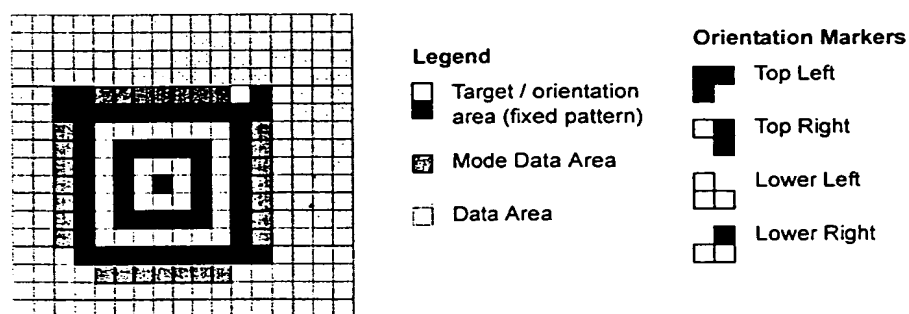 Legend
Target / orientation
area (fixed pattern)
Mode Data Area
Data Area
Orientation Markers
Top Left
Top Right
Lower Left
Lower Right